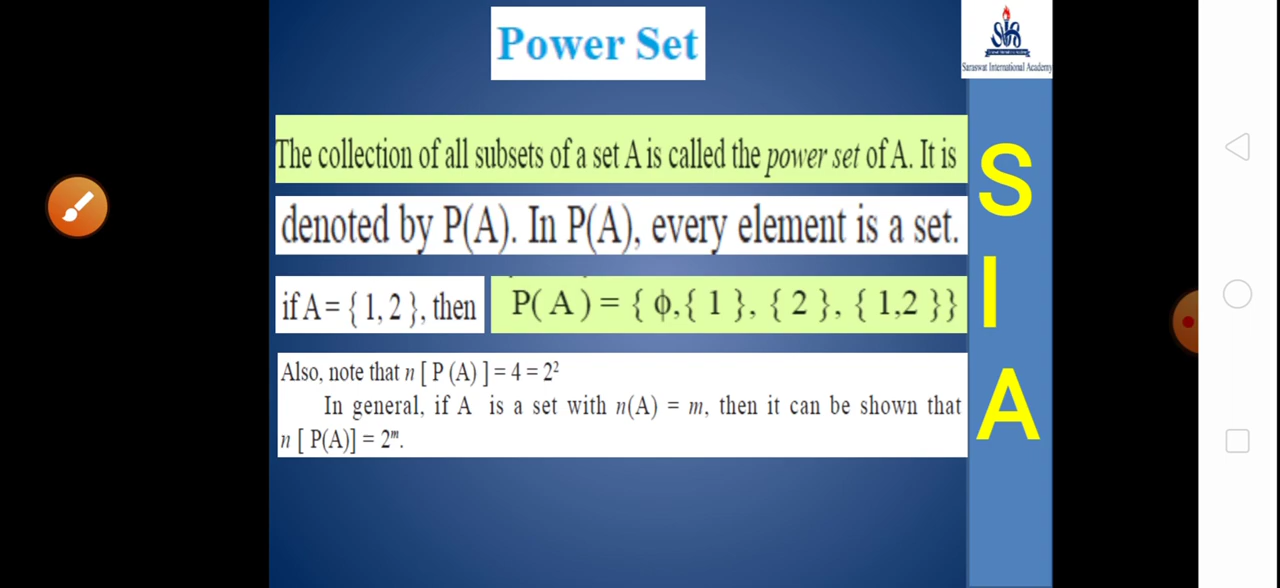 Power Set
Saraswat International Academy
The collection of all subsets of a set A is called the power set of A. It is
denoted by P(A). In P(A), every element is a set.
if A = { 1, 2 }, then
P( A ) = { ϕ,{ 1 }, { 2 }, { 1,2 }}
Also, note that n [ P (A) ] = 4 = 2²
In general, if A is a set with n(A) = m, then it can be shown that
n [ P(A)] = 2ᵐ.
S
I
A